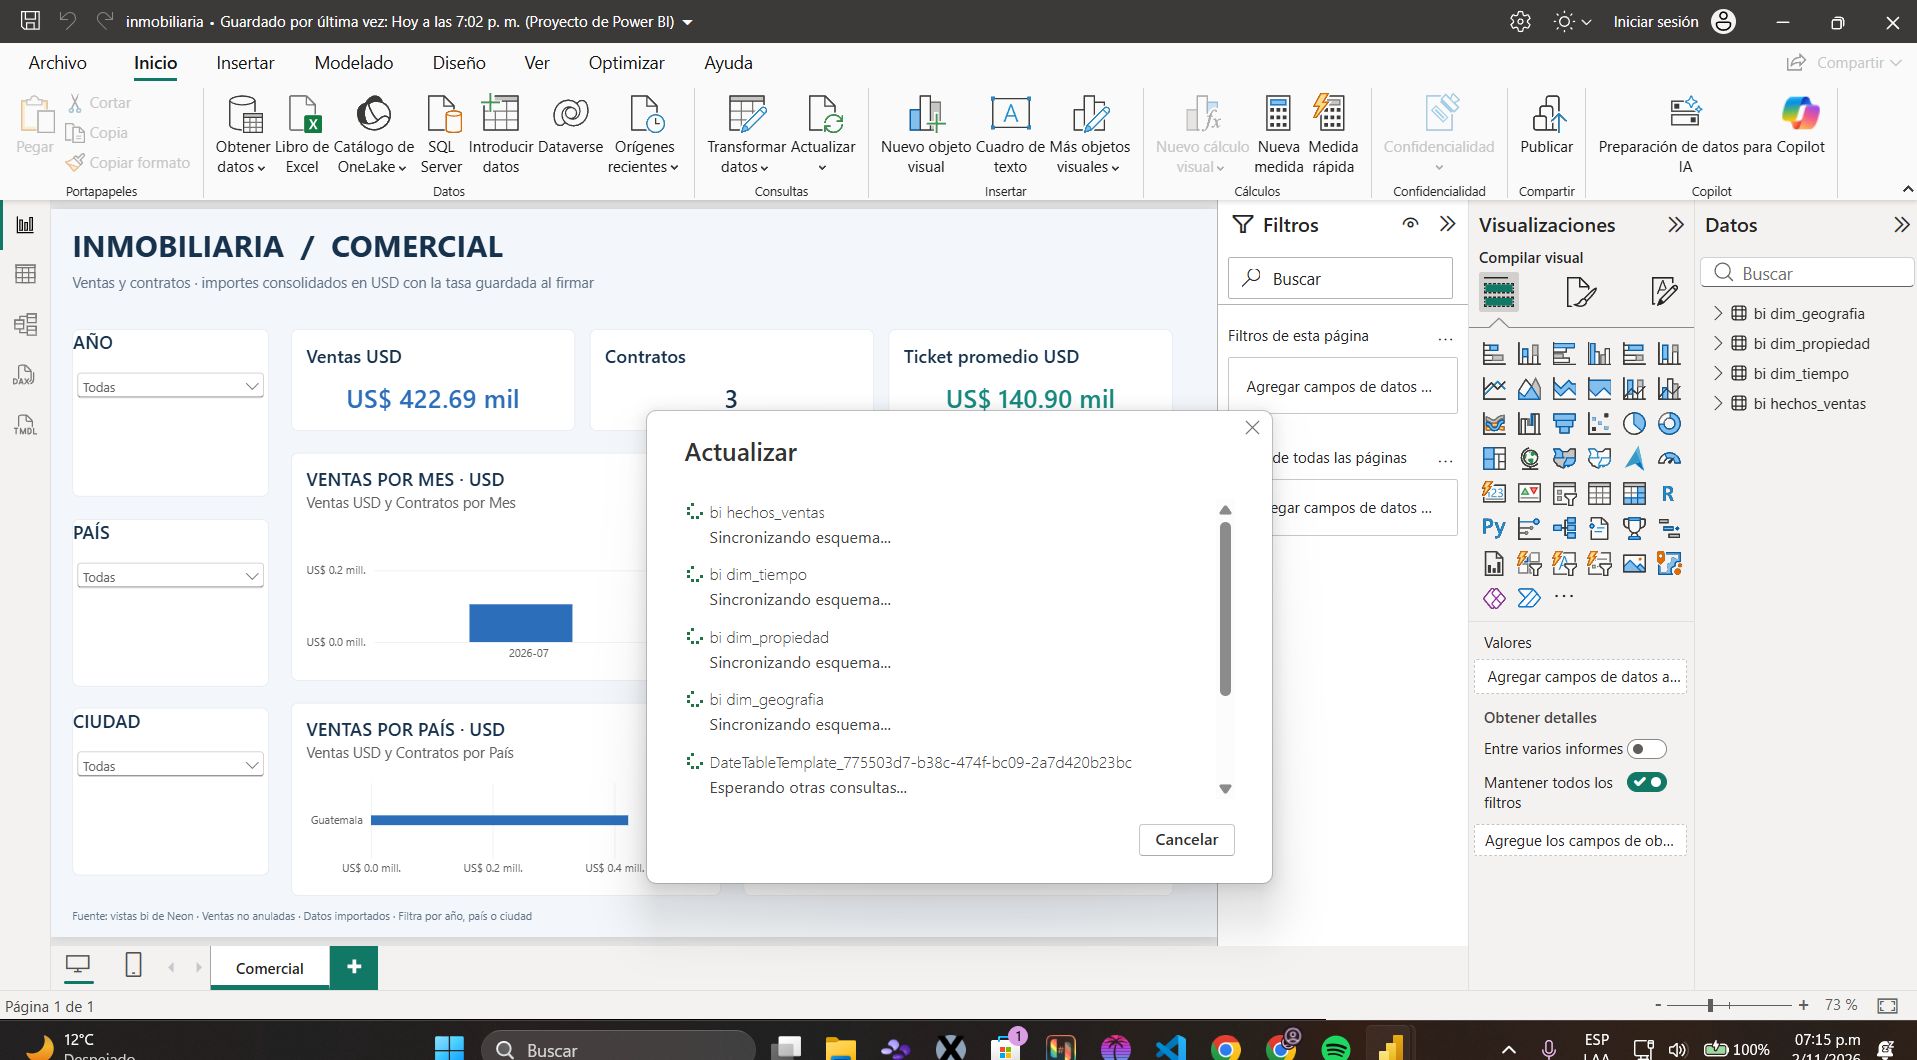 inmobiliaria • Guardado por última vez: Hoy a las 7:02 p. m. (Proyecto de Power BI)
Iniciar sesión
Archivo
Inicio
Insertar
Modelado
Diseño
Ver
Optimizar
Ayuda
Compartir
Pegar
Cortar
Copia
Copiar formato
Portapapeles
Obtener datos
Libro de Excel
Catálogo de OneLake
SQL Server
Introducir datos
Dataverse
Orígenes recientes
Datos
Transformar datos
Actualizar
Consultas
Nuevo objeto visual
Cuadro de texto
Más objetos visuales
Insertar
Nuevo cálculo visual
Nueva medida
Medida rápida
Cálculos
Confidencialidad
Confidencialidad
Publicar
Compartir
Preparación de datos para IA
Copilot
Copilot
DAX
TMDL
INMOBILIARIA / COMERCIAL
Ventas y contratos · importes consolidados en USD con la tasa guardada al firmar
AÑO
Todas
PAÍS
Todas
CIUDAD
Todas
Ventas USD
US$ 422.69 mil
Contratos
3
Ticket promedio USD
US$ 140.90 mil
VENTAS POR MES · USD
Ventas USD y Contratos por Mes
US$ 0.2 mill.
US$ 0.0 mill.
2026-07
VENTAS POR PAÍS · USD
Ventas USD y Contratos por País
Guatemala
US$ 0.0 mill.
US$ 0.2 mill.
US$ 0.4 mill.
Fuente: vistas bi de Neon · Ventas no anuladas · Datos importados · Filtra por año, país o ciudad
Actualizar
bi hechos_ventas
Sincronizando esquema...
bi dim_tiempo
Sincronizando esquema...
bi dim_propiedad
Sincronizando esquema...
bi dim_geografia
Sincronizando esquema...
DateTableTemplate_775503d7-b38c-474f-bc09-2a7d420b23bc
Esperando otras consultas...
Cancelar
Filtros
Buscar
Filtros de esta página
...
Agregar campos de datos ...
de todas las páginas
...
egar campos de datos ...
Visualizaciones
Compilar visual
123
R
Py
...
Valores
Agregar campos de datos a...
Obtener detalles
Entre varios informes
Mantener todos los filtros
Agregue los campos de ob...
Datos
Buscar
bi dim_geografia
bi dim_propiedad
bi dim_tiempo
bi hechos_ventas
Comercial
+
Página 1 de 1
- + 73 %
12°C
Despejado
Buscar
1
ESP
LAA
100%
07:15 p.m
2/11/2026